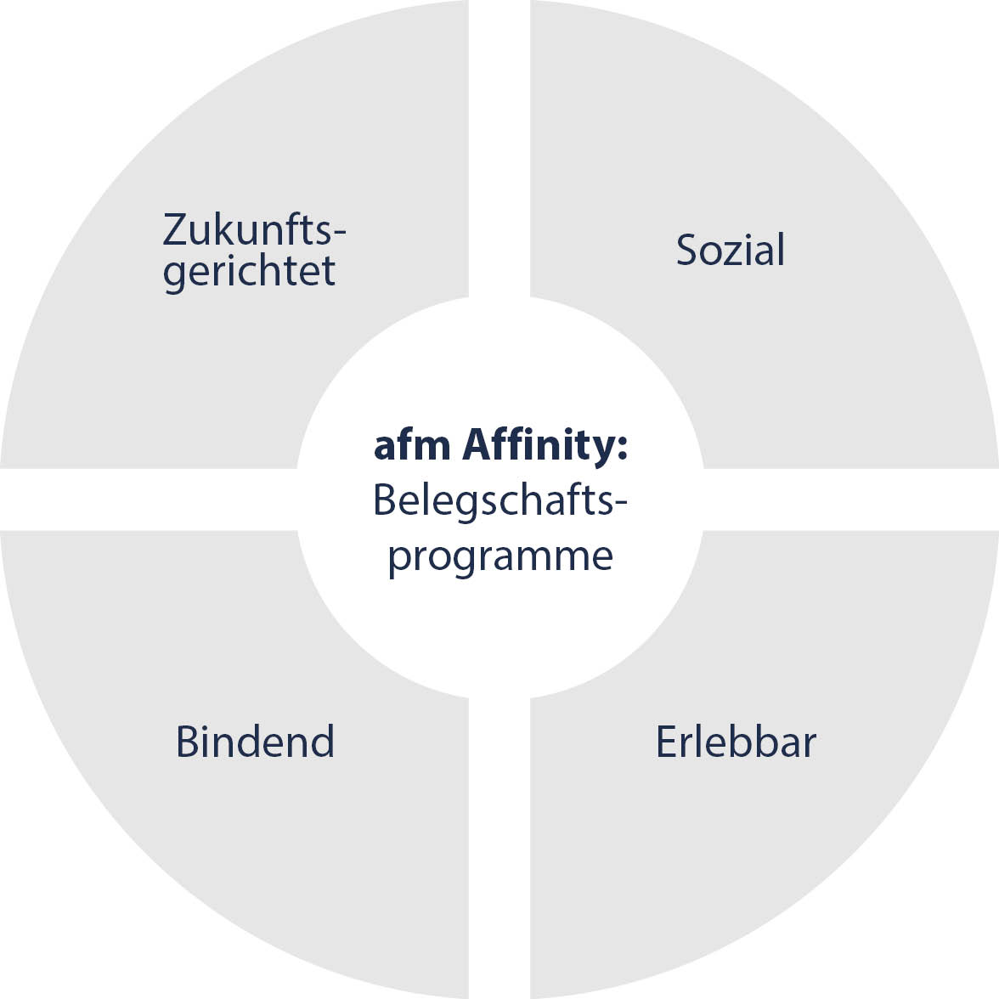 Zukunfts-
gerichtet
Sozial
afm Affinity:
Belegschafts-
programme
Bindend
Erlebbar